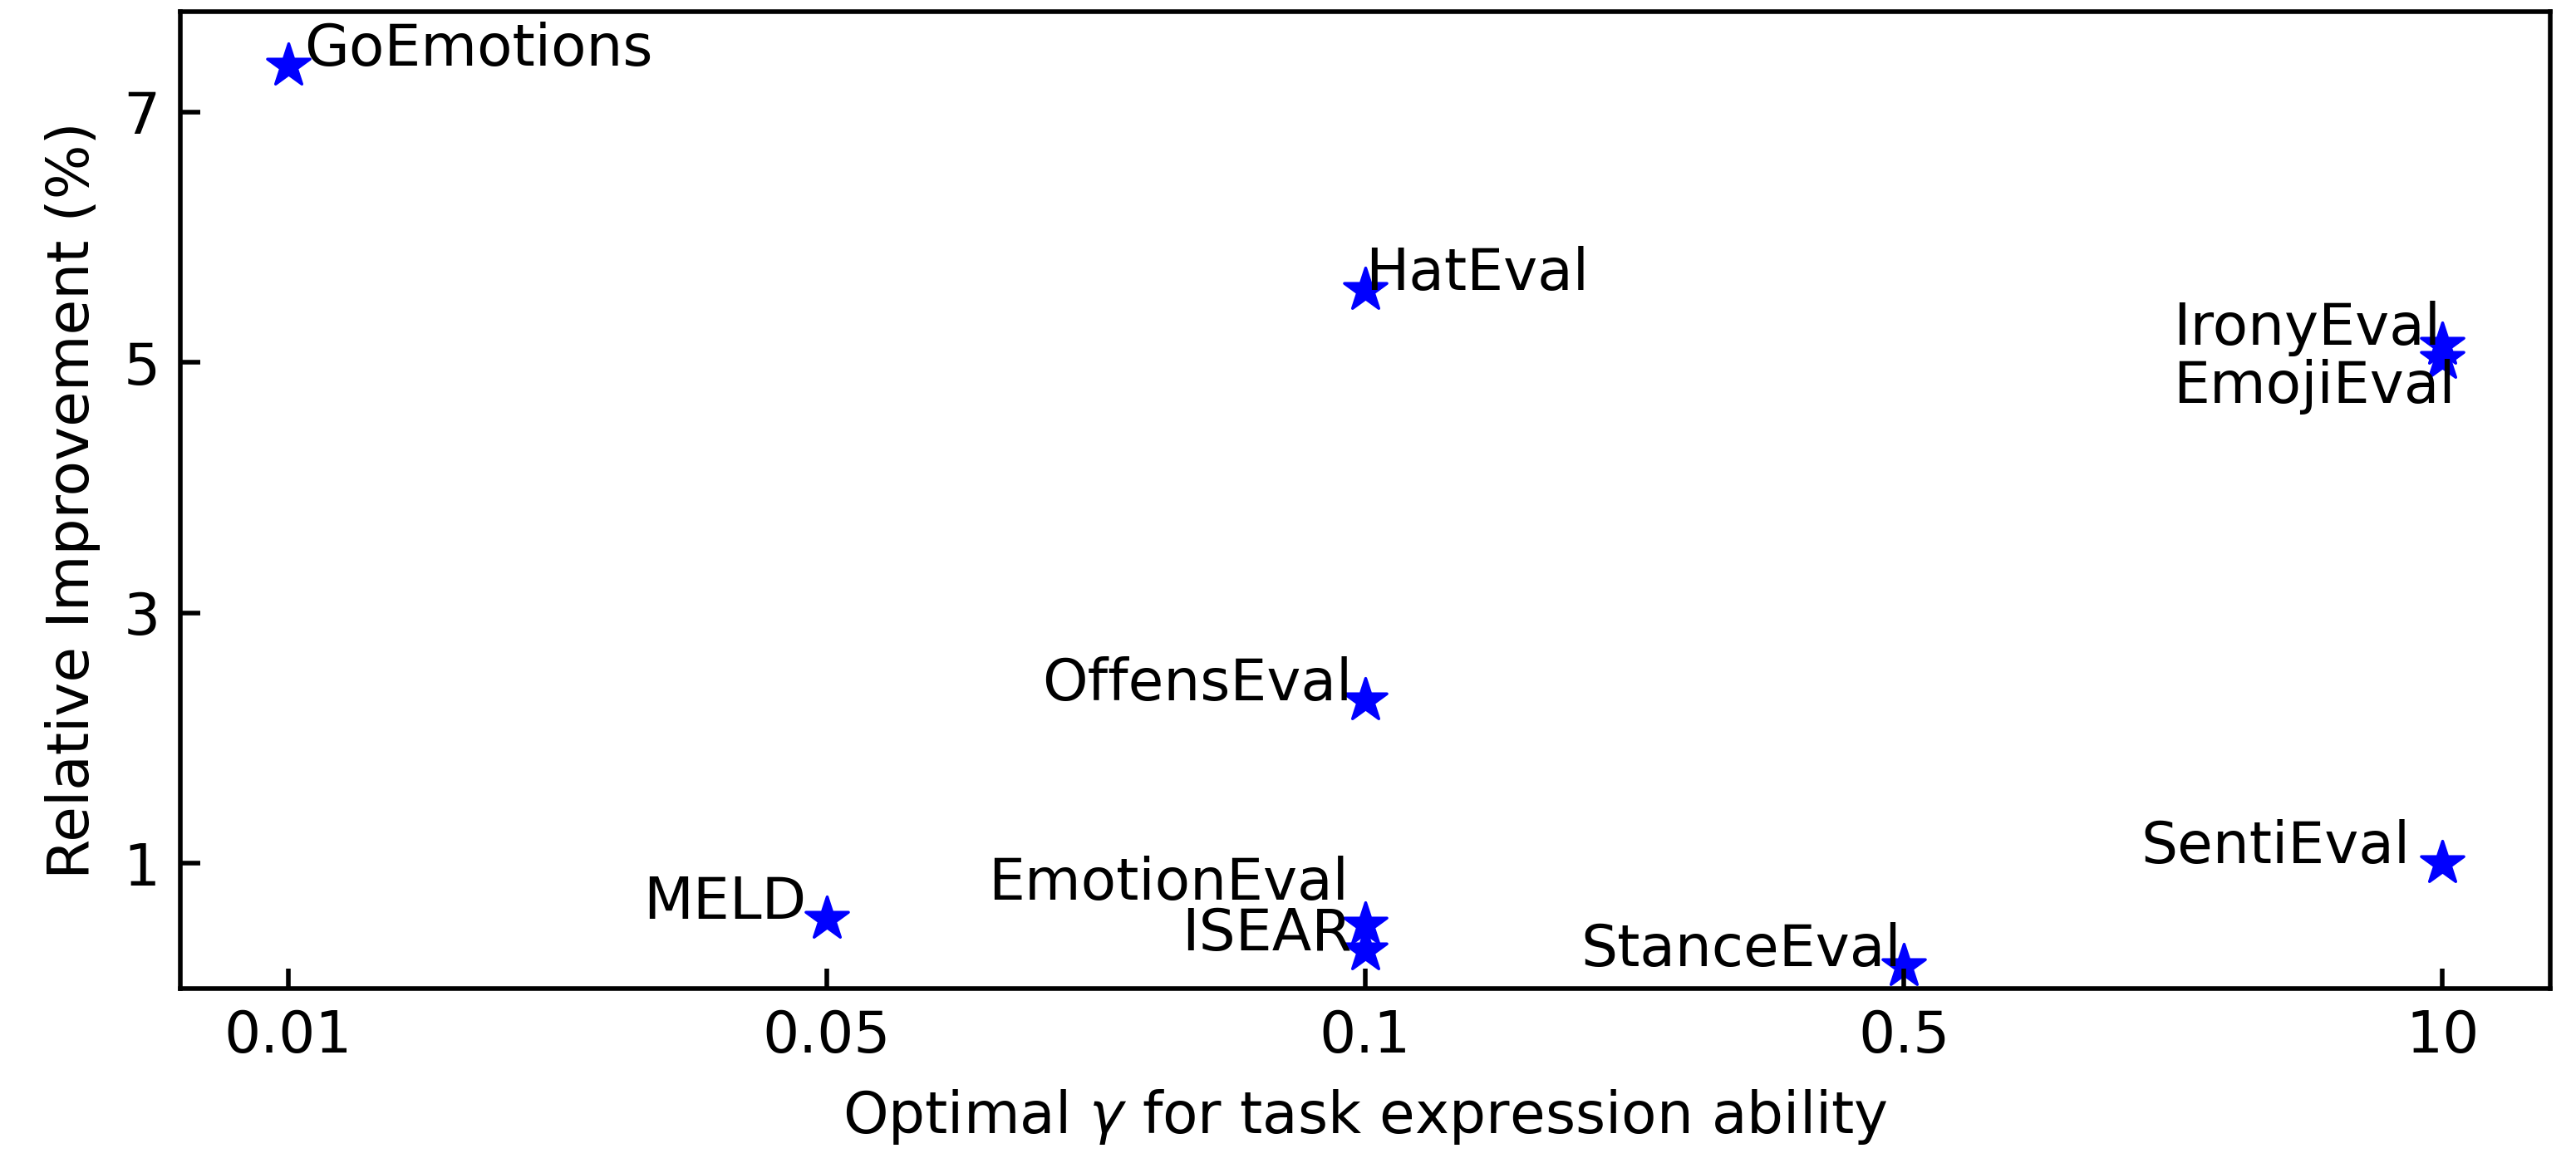 GoEmotions
7
HatEval
IronyEval
5
EmojiEval
Relative Improvement (%)
3
OffensEval
SentiEval
1
EmotionEval
MELD
ISEAR
StanceEval
0.01 0.05 0.1 0.5 10
Optimal γ for task expression ability